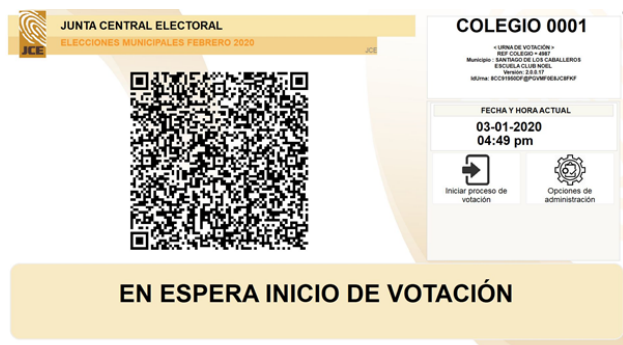 JCE
JUNTA CENTRAL ELECTORAL
ELECCIONES MUNICIPALES FEBRERO 2020
JCE
COLEGIO 0001
< URNA DE VOTACIÓN >
REF COLEGIO = 4987
Municipio : SANTIAGO DE LOS CABALLEROS
ESCUELA CLUB NOEL
Versión: 2.0.0.17
FECHA Y HORA ACTUAL
03-01-2020
04:49 pm
Iniciar proceso de
votación
Opciones de
administración
EN ESPERA INICIO DE VOTACIÓN